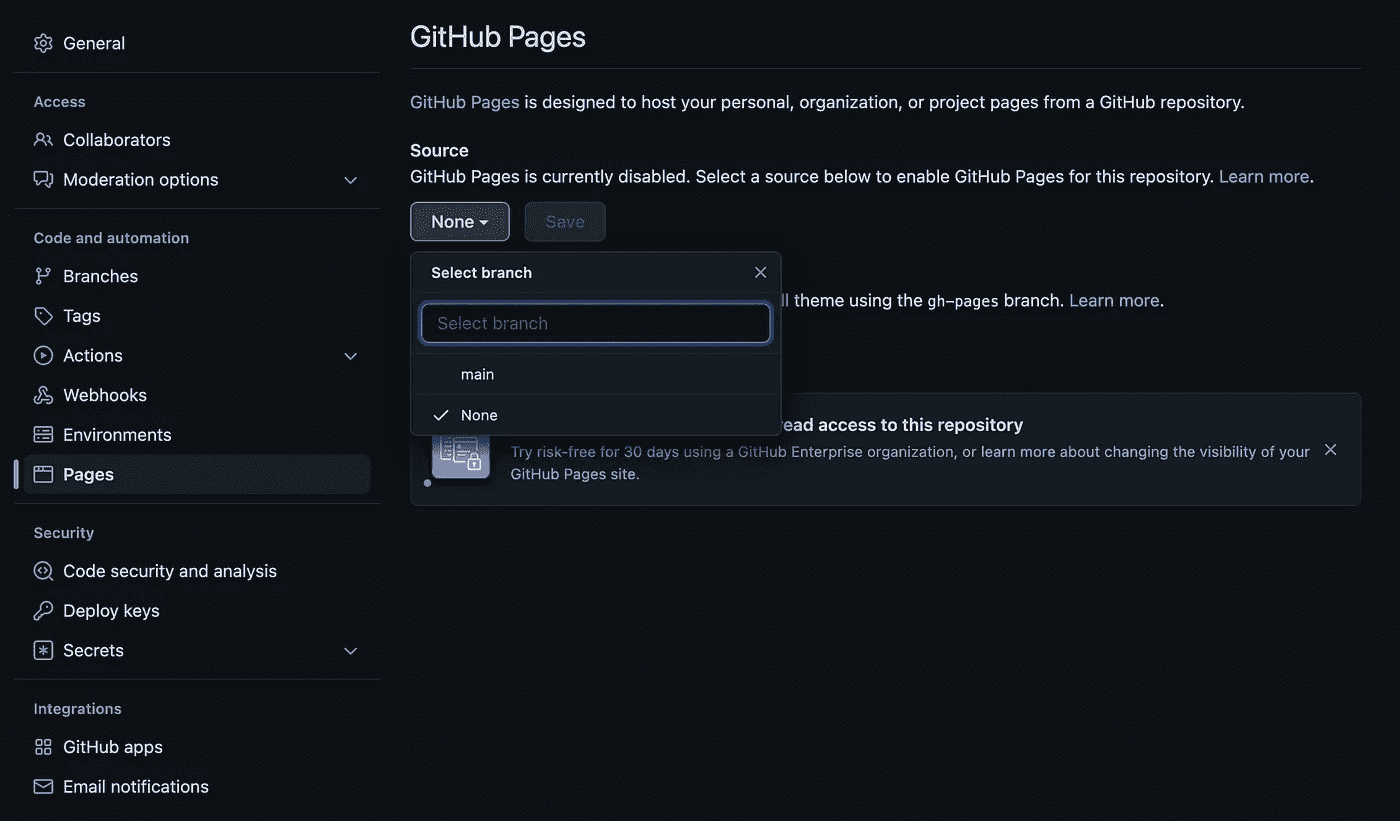 General
Access
Collaborators
Moderation options
Code and automation
Branches
Tags
Actions
Webhooks
Environments
Pages
Security
Code security and analysis
Deploy keys
Secrets
Integrations
GitHub apps
Email notifications
GitHub Pages
GitHub Pages is designed to host your personal, organization, or project pages from a GitHub repository.
Source
GitHub Pages is currently disabled. Select a source below to enable GitHub Pages for this repository. Learn more.
None
Save
Select branch
Select branch
main
None
theme using the gh-pages branch. Learn more.
access to this repository
Try risk-free for 30 days using a GitHub Enterprise organization, or learn more about changing the visibility of your
GitHub Pages site.